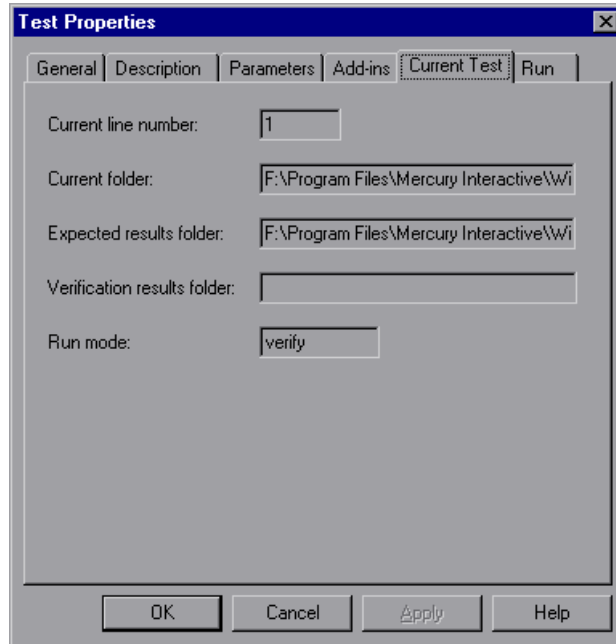 Test Properties
General Description Parameters Add-ins Current Test Run
Current line number: 1
Current folder: F:\Program Files\Mercury Interactive\Wi
Expected results folder: F:\Program Files\Mercury Interactive\Wi
Verification results folder:
Run mode: verify
OK Cancel Apply Help